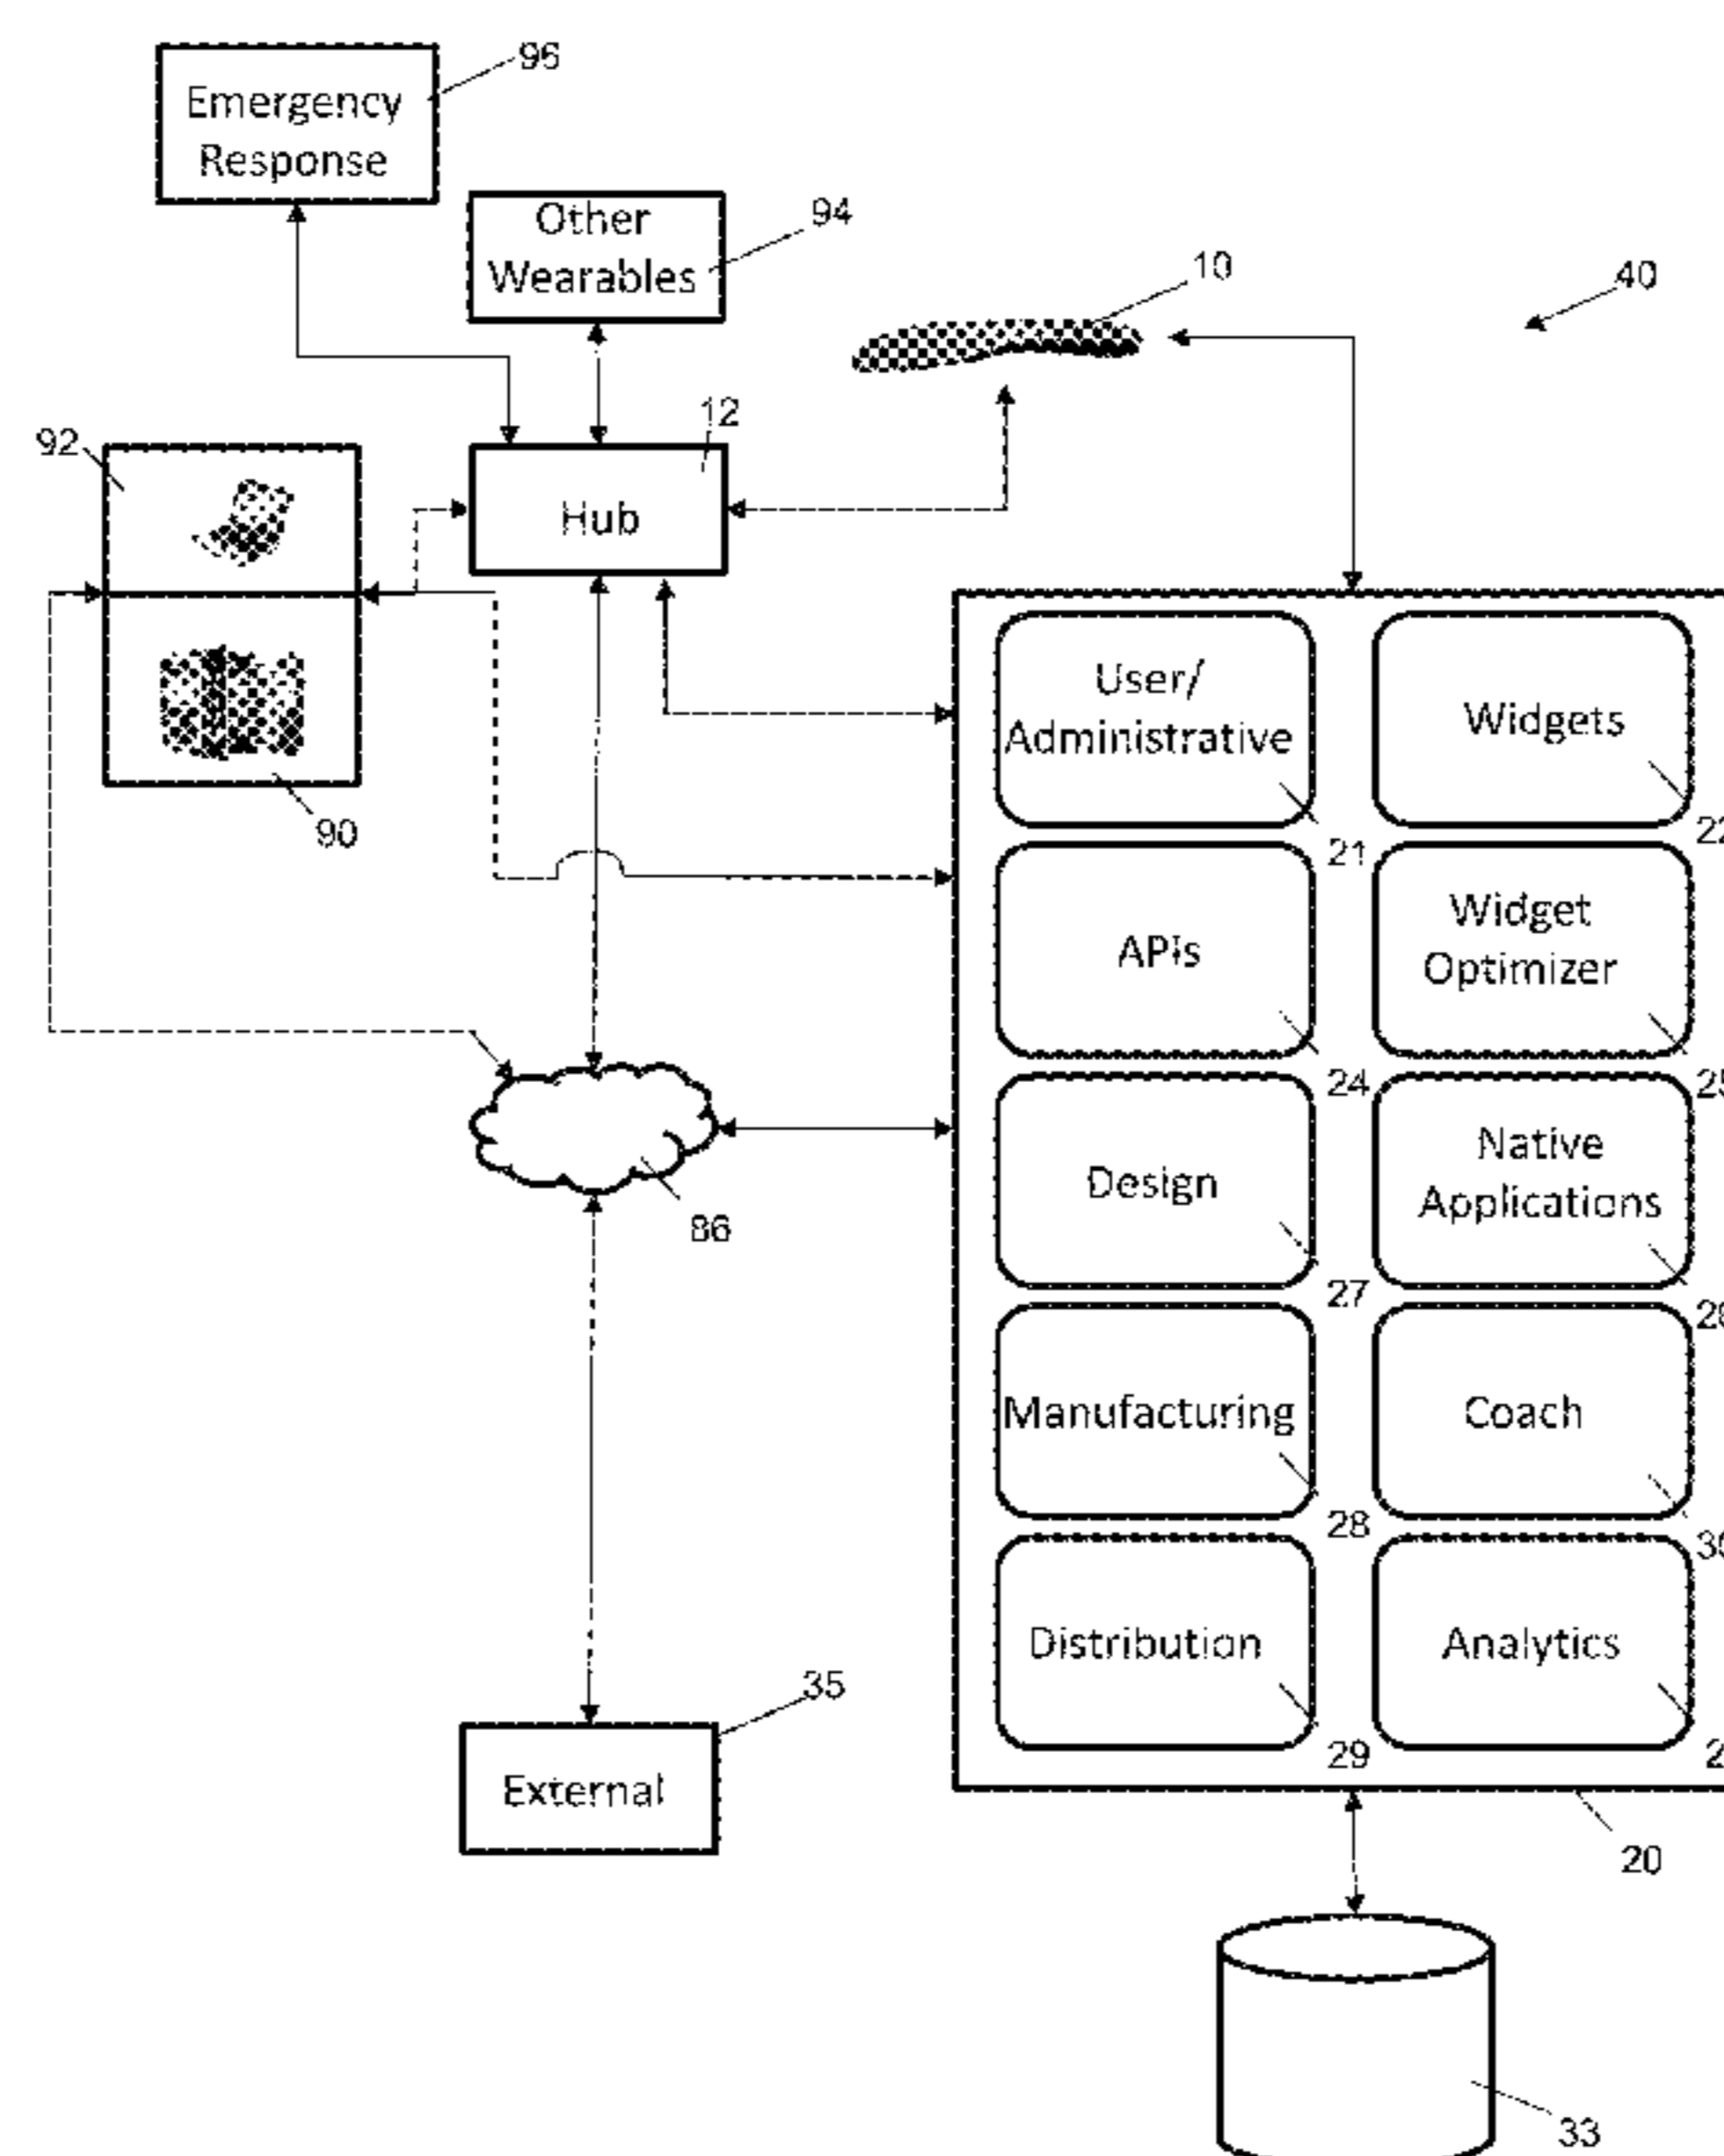 96
Emergency
Response
Other
Wearables
94
10
40
12
92
Hub
90
User/
Administrative
21
Widgets
APIs
24
Widget
Optimizer
Design
27
Native
Applications
86
Manufacturing
28
Coach
Distribution
29
Analytics
35
External
20
33